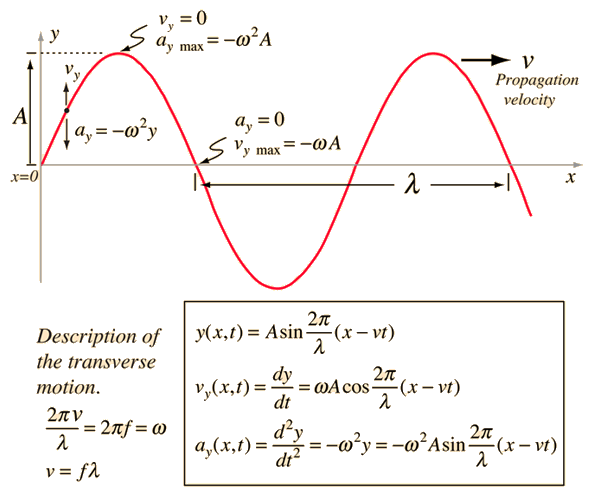 y
v_y = 0
a_y max = −ω²A
v_y
v
Propagation
velocity
A
a_y = −ω²y
a_y = 0
v_y max = −ωA
x=0
λ
x
Description of
the transverse
motion.
2πv/λ = 2πf = ω
v = fλ
y(x,t) = A sin 2π/λ (x − vt)
v_y(x,t) = dy/dt = ωA cos 2π/λ (x − vt)
a_y(x,t) = d²y/dt² = −ω²y = −ω²A sin 2π/λ (x − vt)